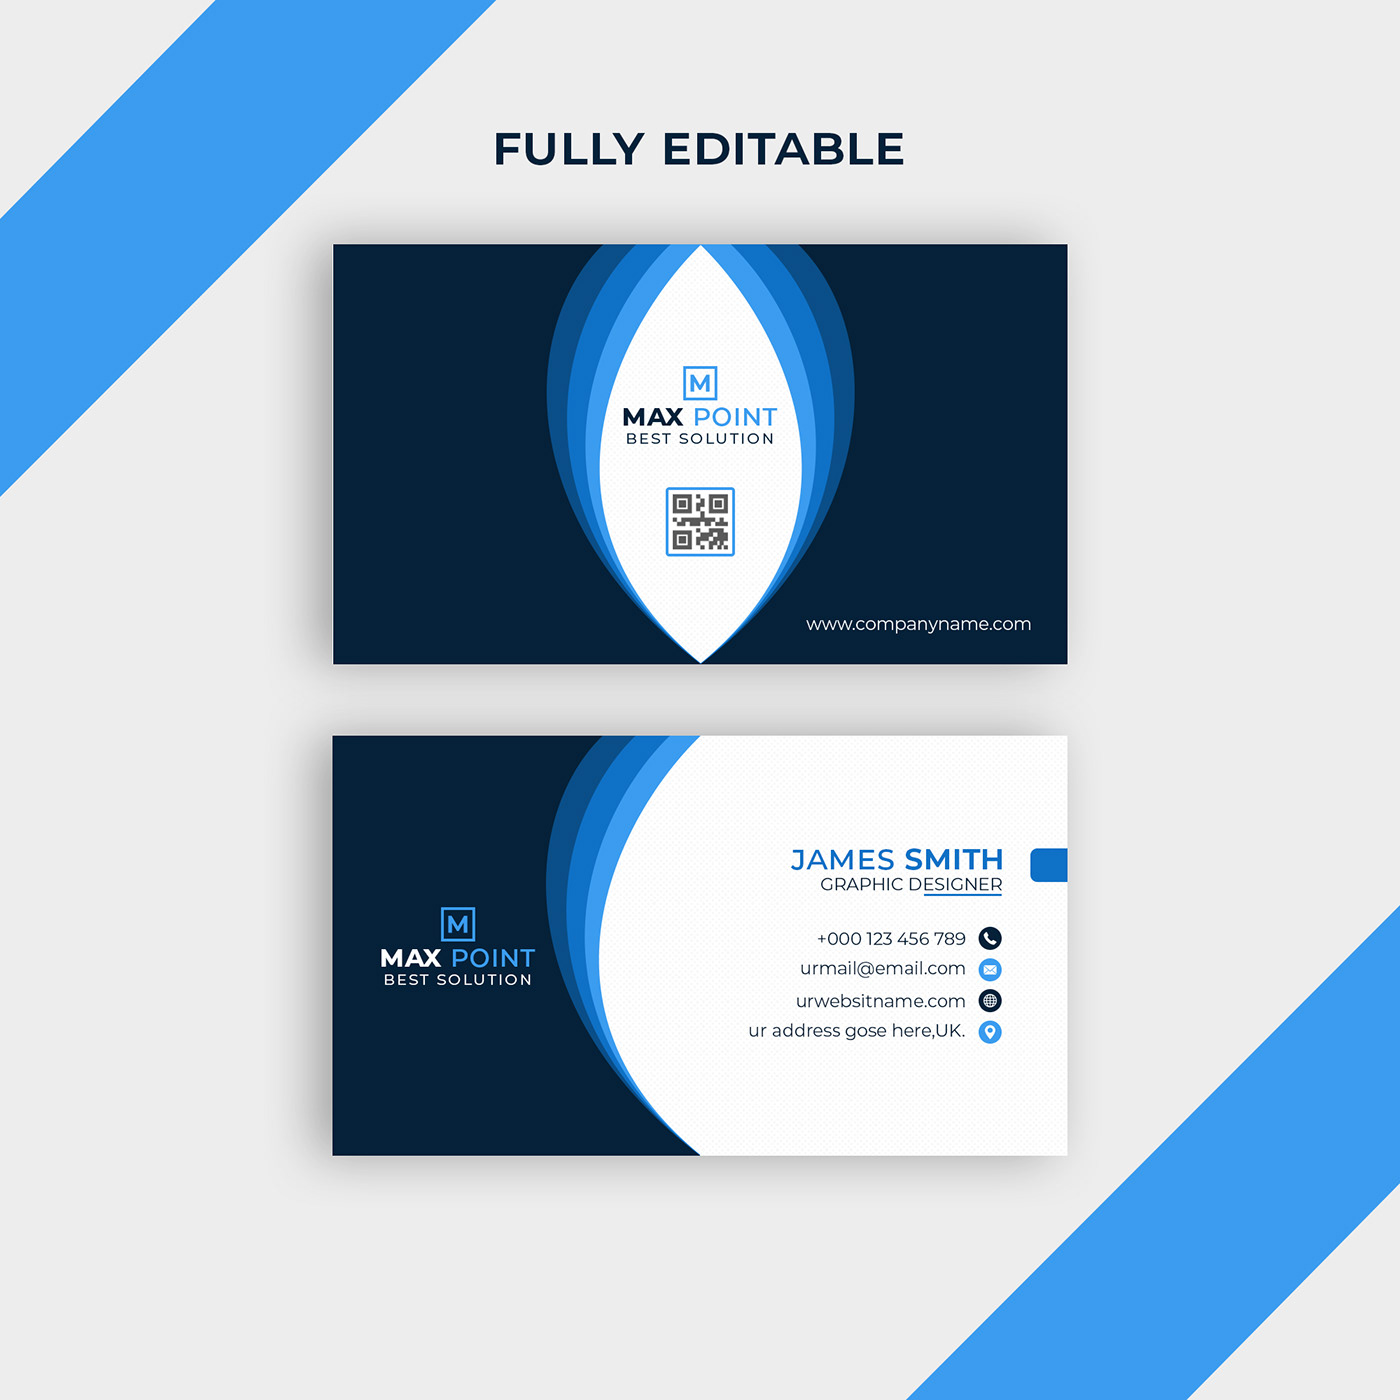 FULLY EDITABLE
M
MAX POINT
BEST SOLUTION
www.companyname.com
M
MAX POINT
BEST SOLUTION
JAMES SMITH
GRAPHIC DESIGNER
+000 123 456 789
urmail@email.com
urwebsitname.com
ur address gose here,UK.